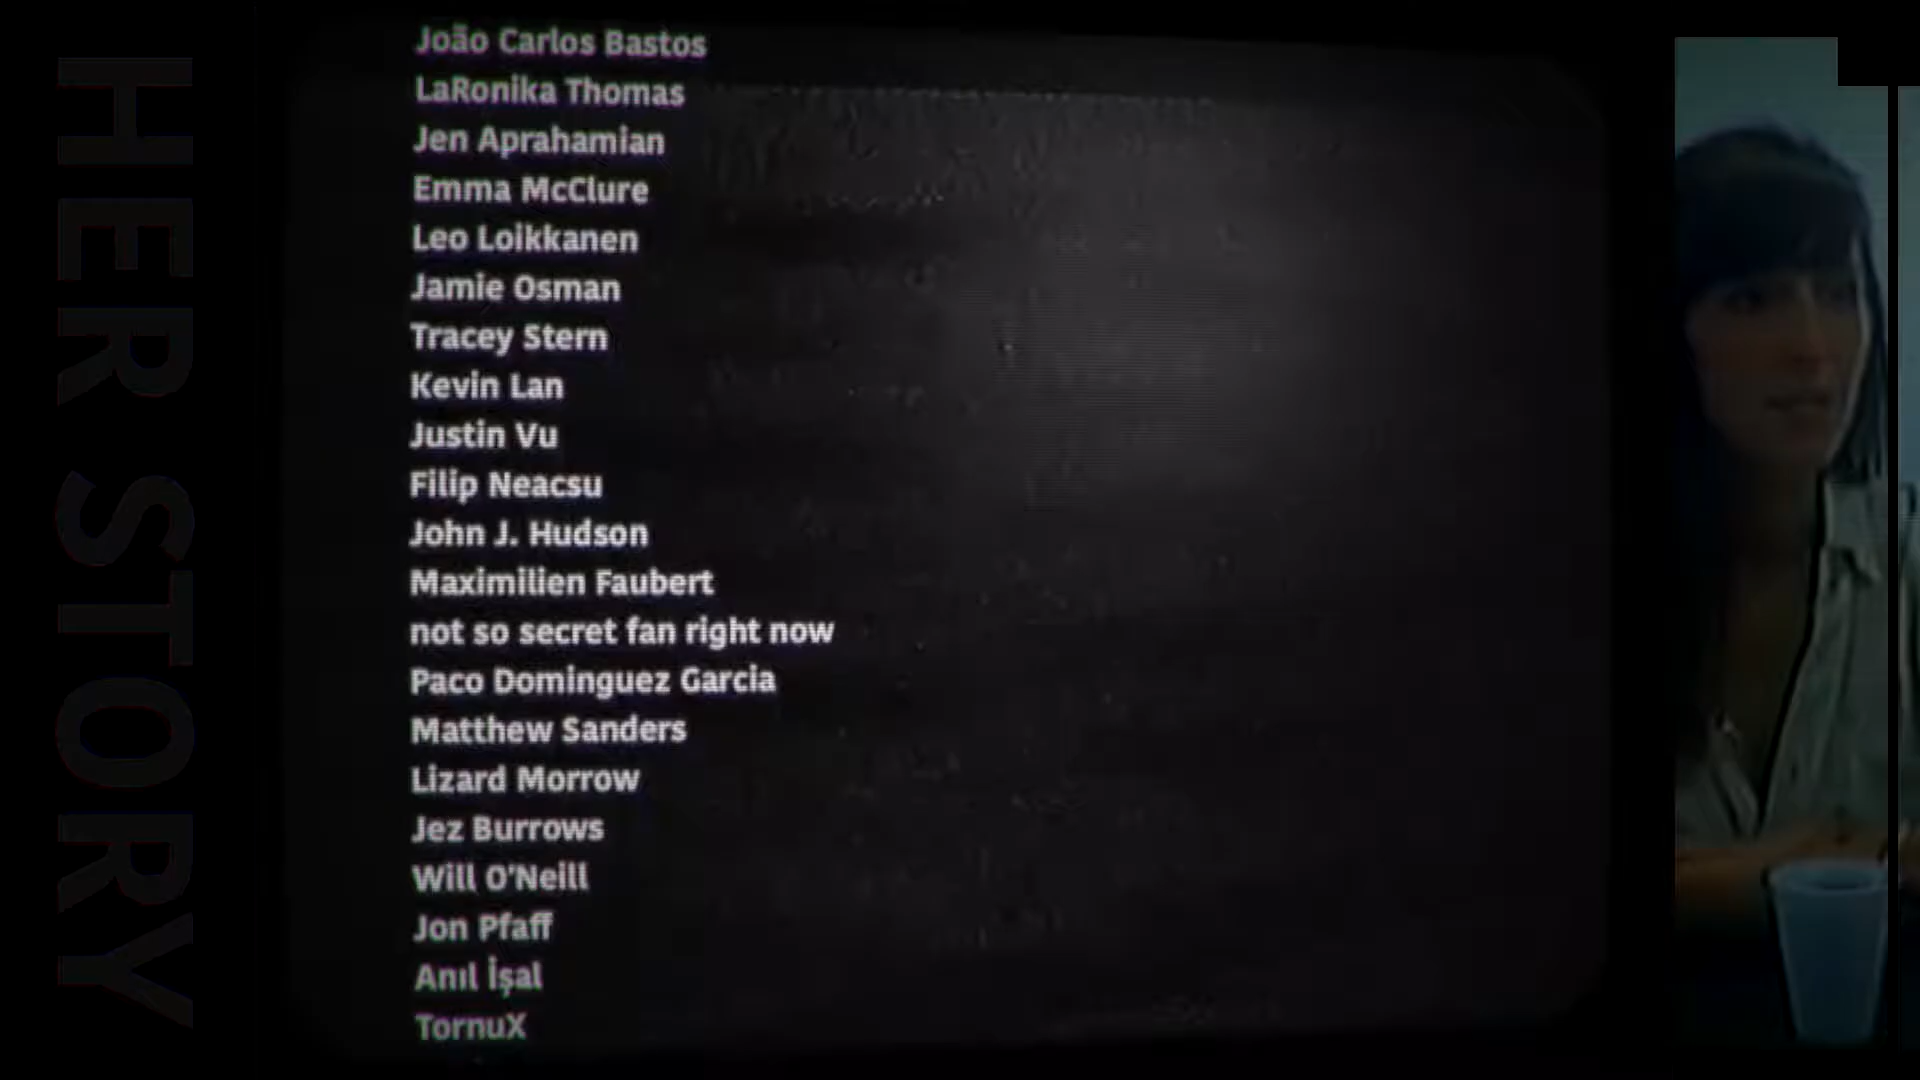 HER STORY
João Carlos Bastos
LaRonika Thomas
Jen Aprahamian
Emma McClure
Leo Loikkanen
Jamie Osman
Tracey Stern
Kevin Lan
Justin Vu
Filip Neacsu
John J. Hudson
Maximilien Faubert
not so secret fan right now
Paco Dominguez Garcia
Matthew Sanders
Lizard Morrow
Jez Burrows
Will O'Neill
Jon Pfaff
Anıl İşal
TornuX